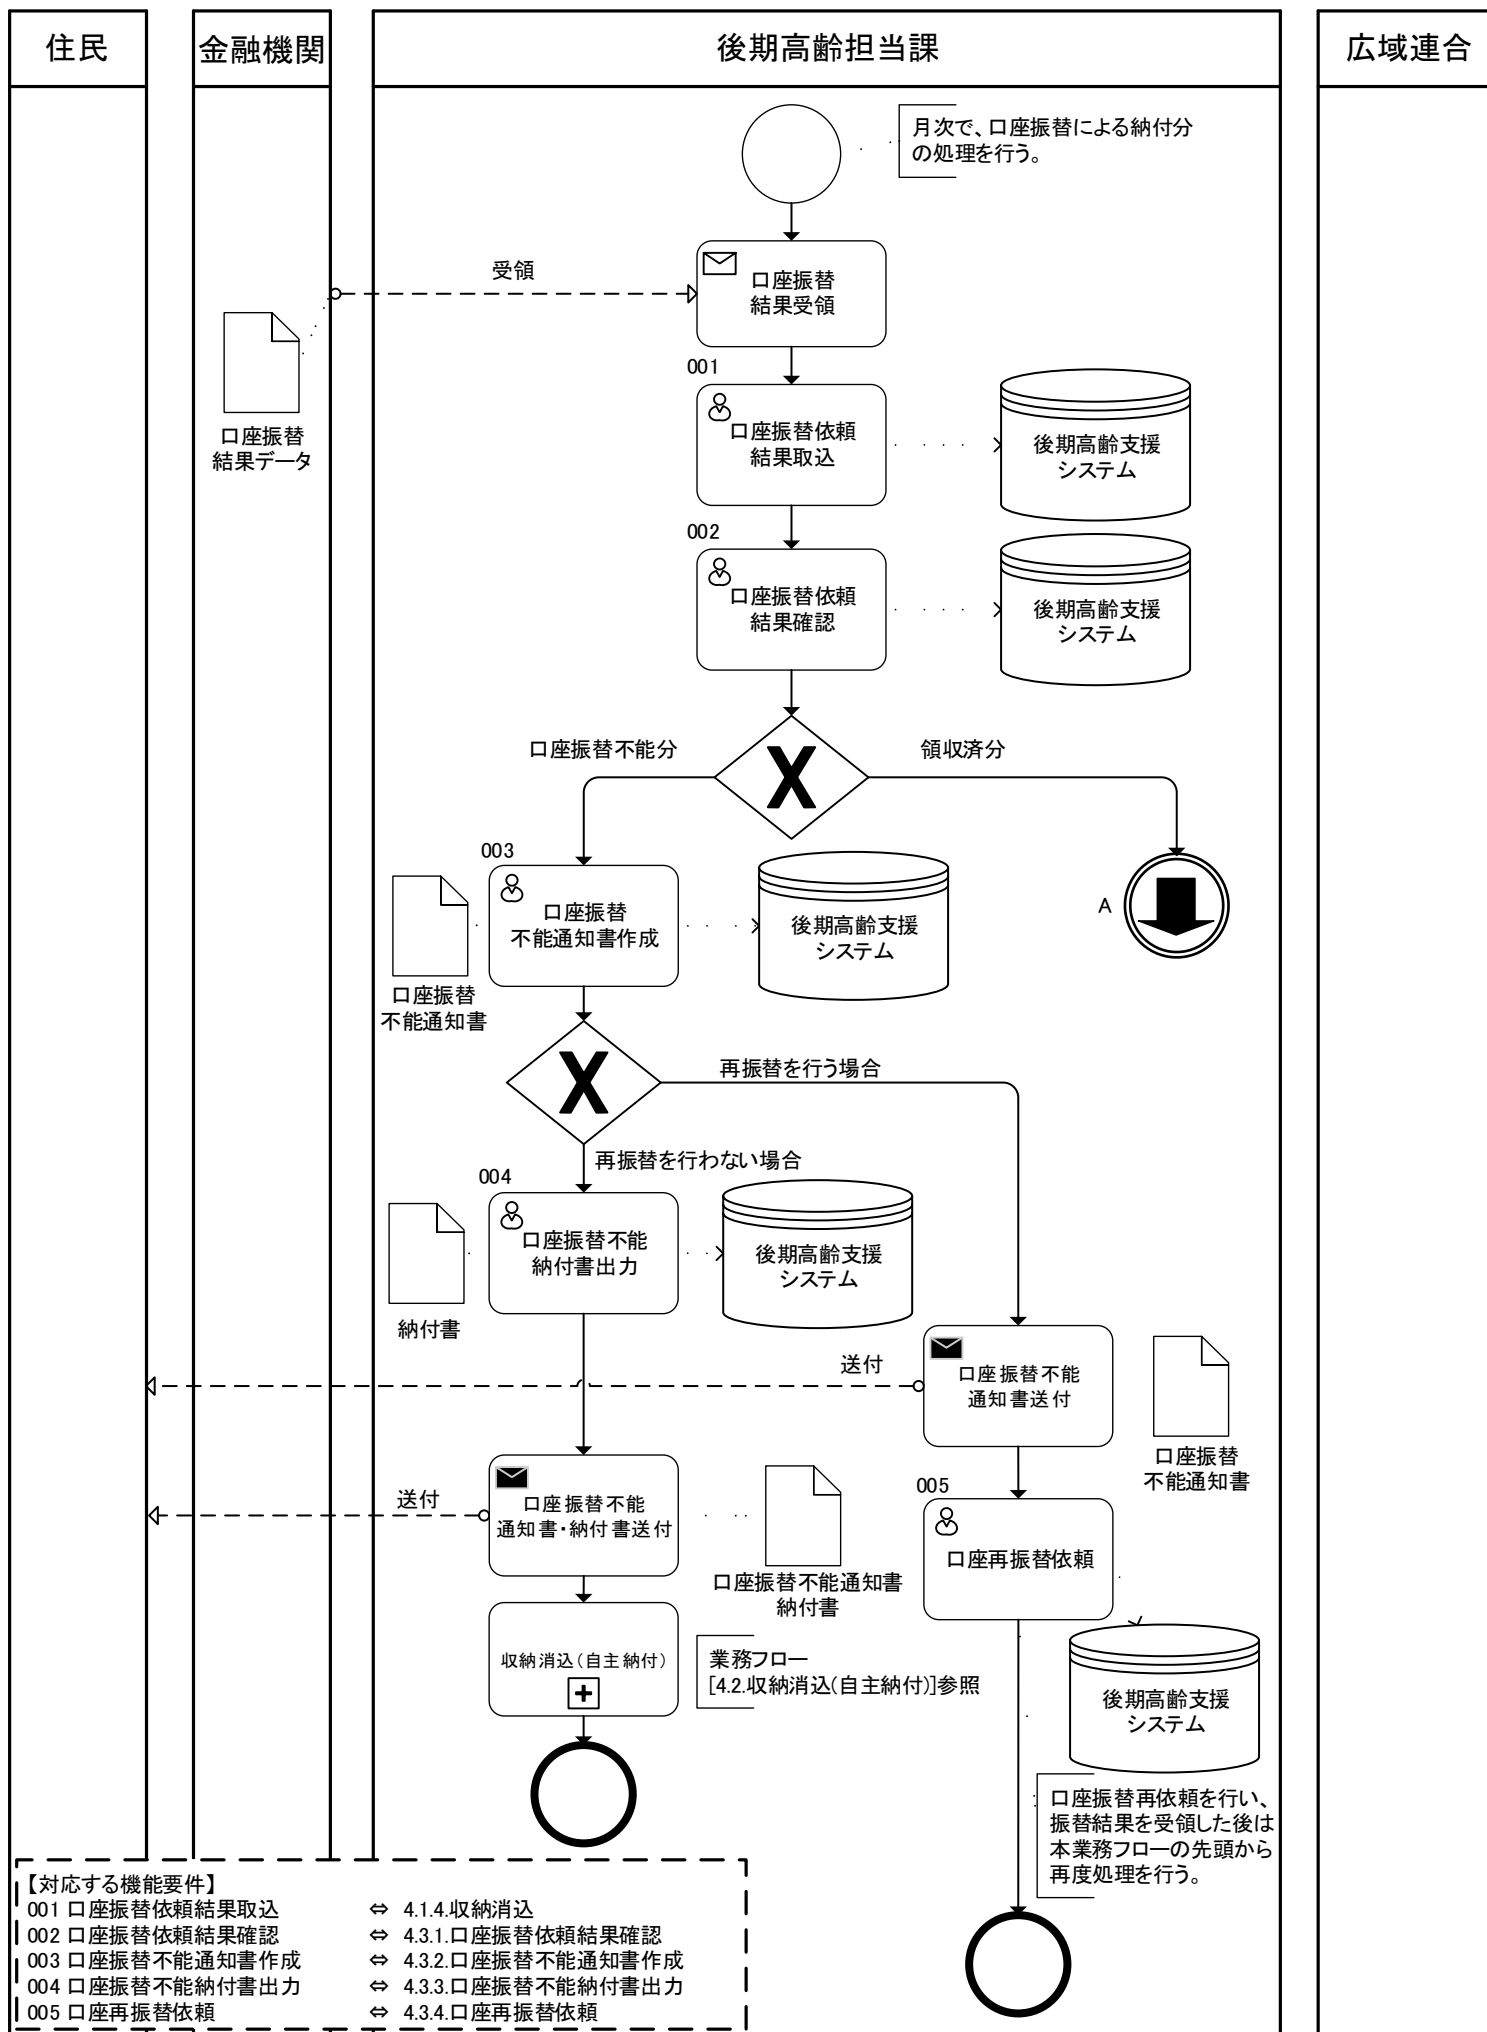 住民
金融機関
後期高齢担当課
広域連合
月次で、口座振替による納付分
の処理を行う。
受領
口座振替
結果受領
口座振替
結果データ
001
口座振替依頼
結果取込
後期高齢支援
システム
002
口座振替依頼
結果確認
後期高齢支援
システム
口座振替不能分
領収済分
X
003
口座振替
不能通知書作成
口座振替
不能通知書
後期高齢支援
システム
A
再振替を行う場合
X
再振替を行わない場合
004
口座振替不能
納付書出力
納付書
後期高齢支援
システム
送付
口座振替不能
通知書送付
口座振替
不能通知書
送付
口座振替不能
通知書・納付書送付
口座振替不能通知書
納付書
005
口座再振替依頼
収納消込(自主納付)
業務フロー
[4.2.収納消込(自主納付)]参照
後期高齢支援
システム
口座振替再依頼を行い、
振替結果を受領した後は
本業務フローの先頭から
再度処理を行う。
【対応する機能要件】
001 口座振替依頼結果取込 ⇔ 4.1.4.収納消込
002 口座振替依頼結果確認 ⇔ 4.3.1.口座振替依頼結果確認
003 口座振替不能通知書作成 ⇔ 4.3.2.口座振替不能通知書作成
004 口座振替不能納付書出力 ⇔ 4.3.3.口座振替不能納付書出力
005 口座再振替依頼 ⇔ 4.3.4.口座再振替依頼